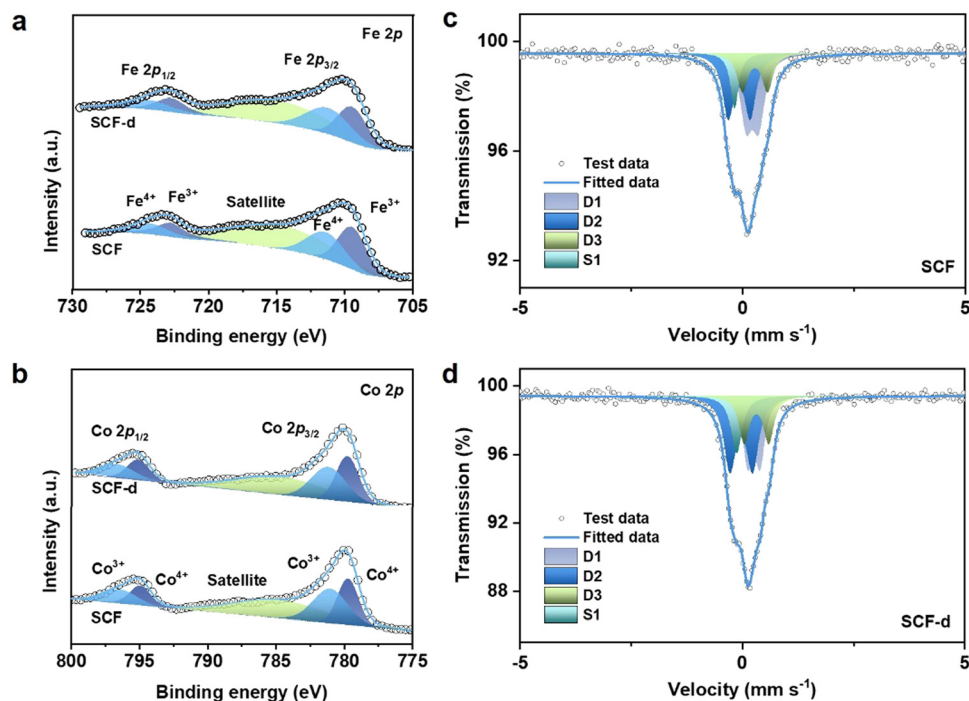 a
Fe 2p
Fe 2p1/2
Fe 2p3/2
SCF-d
Fe4+
Fe3+
Satellite
Fe4+
Fe3+
SCF
Intensity (a.u.)
730 725 720 715 710 705
Binding energy (eV)
b
Co 2p
Co 2p1/2
Co 2p3/2
SCF-d
Co3+
Co4+
Satellite
Co3+
Co4+
SCF
Intensity (a.u.)
800 795 790 785 780 775
Binding energy (eV)
c
100
96
92
Transmission (%)
Test data
Fitted data
D1
D2
D3
S1
SCF
-5 0 5
Velocity (mm s-1)
d
100
96
92
88
Transmission (%)
Test data
Fitted data
D1
D2
D3
S1
SCF-d
-5 0 5
Velocity (mm s-1)